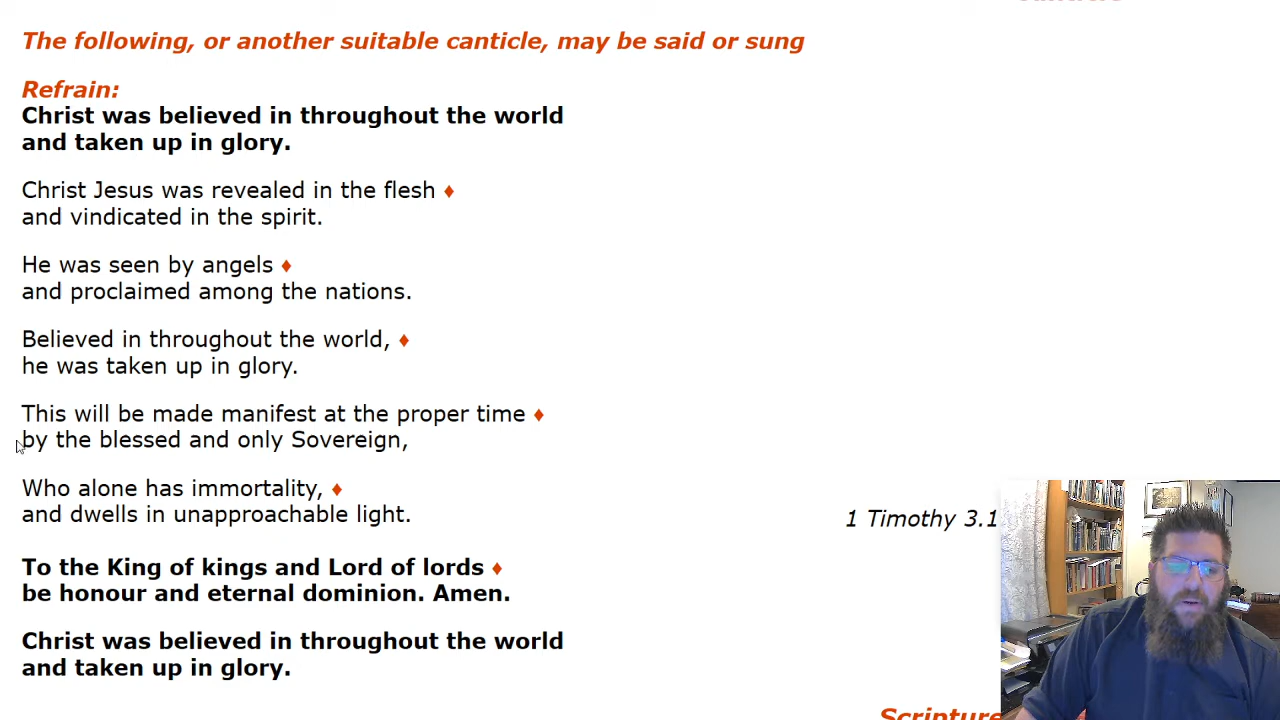 The following, or another suitable canticle, may be said or sung
Refrain:
Christ was believed in throughout the world
and taken up in glory.
Christ Jesus was revealed in the flesh ♦
and vindicated in the spirit.
He was seen by angels ♦
and proclaimed among the nations.
Believed in throughout the world, ♦
he was taken up in glory.
This will be made manifest at the proper time ♦
by the blessed and only Sovereign,
Who alone has immortality, ♦
and dwells in unapproachable light.
1 Timothy 3.1
To the King of kings and Lord of lords ♦
be honour and eternal dominion. Amen.
Christ was believed in throughout the world
and taken up in glory.
Scripture